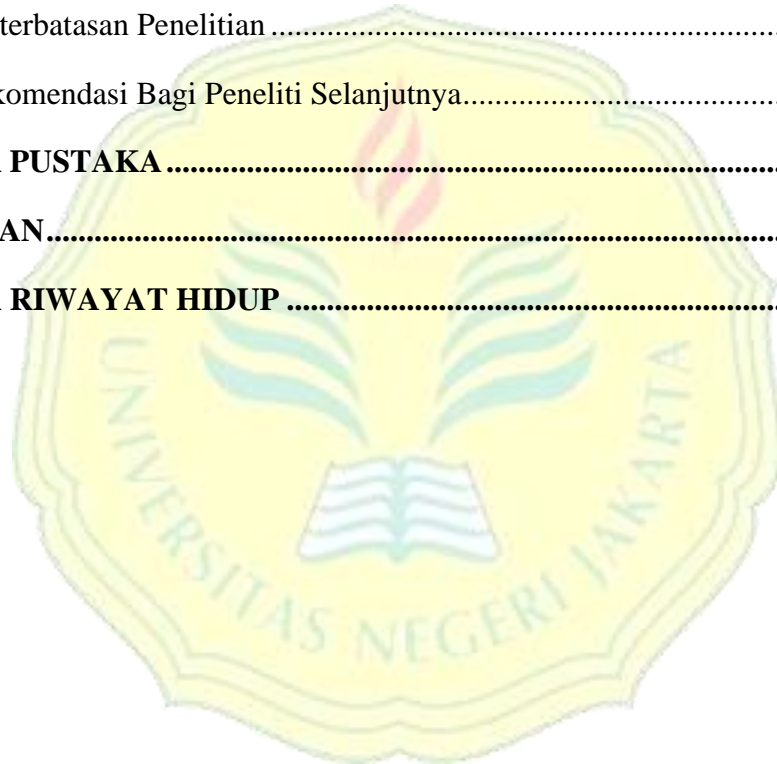 terbatasan Penelitian ..........................................................................
komendasi Bagi Peneliti Selanjutnya..............................................
PUSTAKA ..........................................................................................
AN..........................................................................................................
RIWAYAT HIDUP ......................................................................
UNIVERSITAS NEGERI JAKARTA